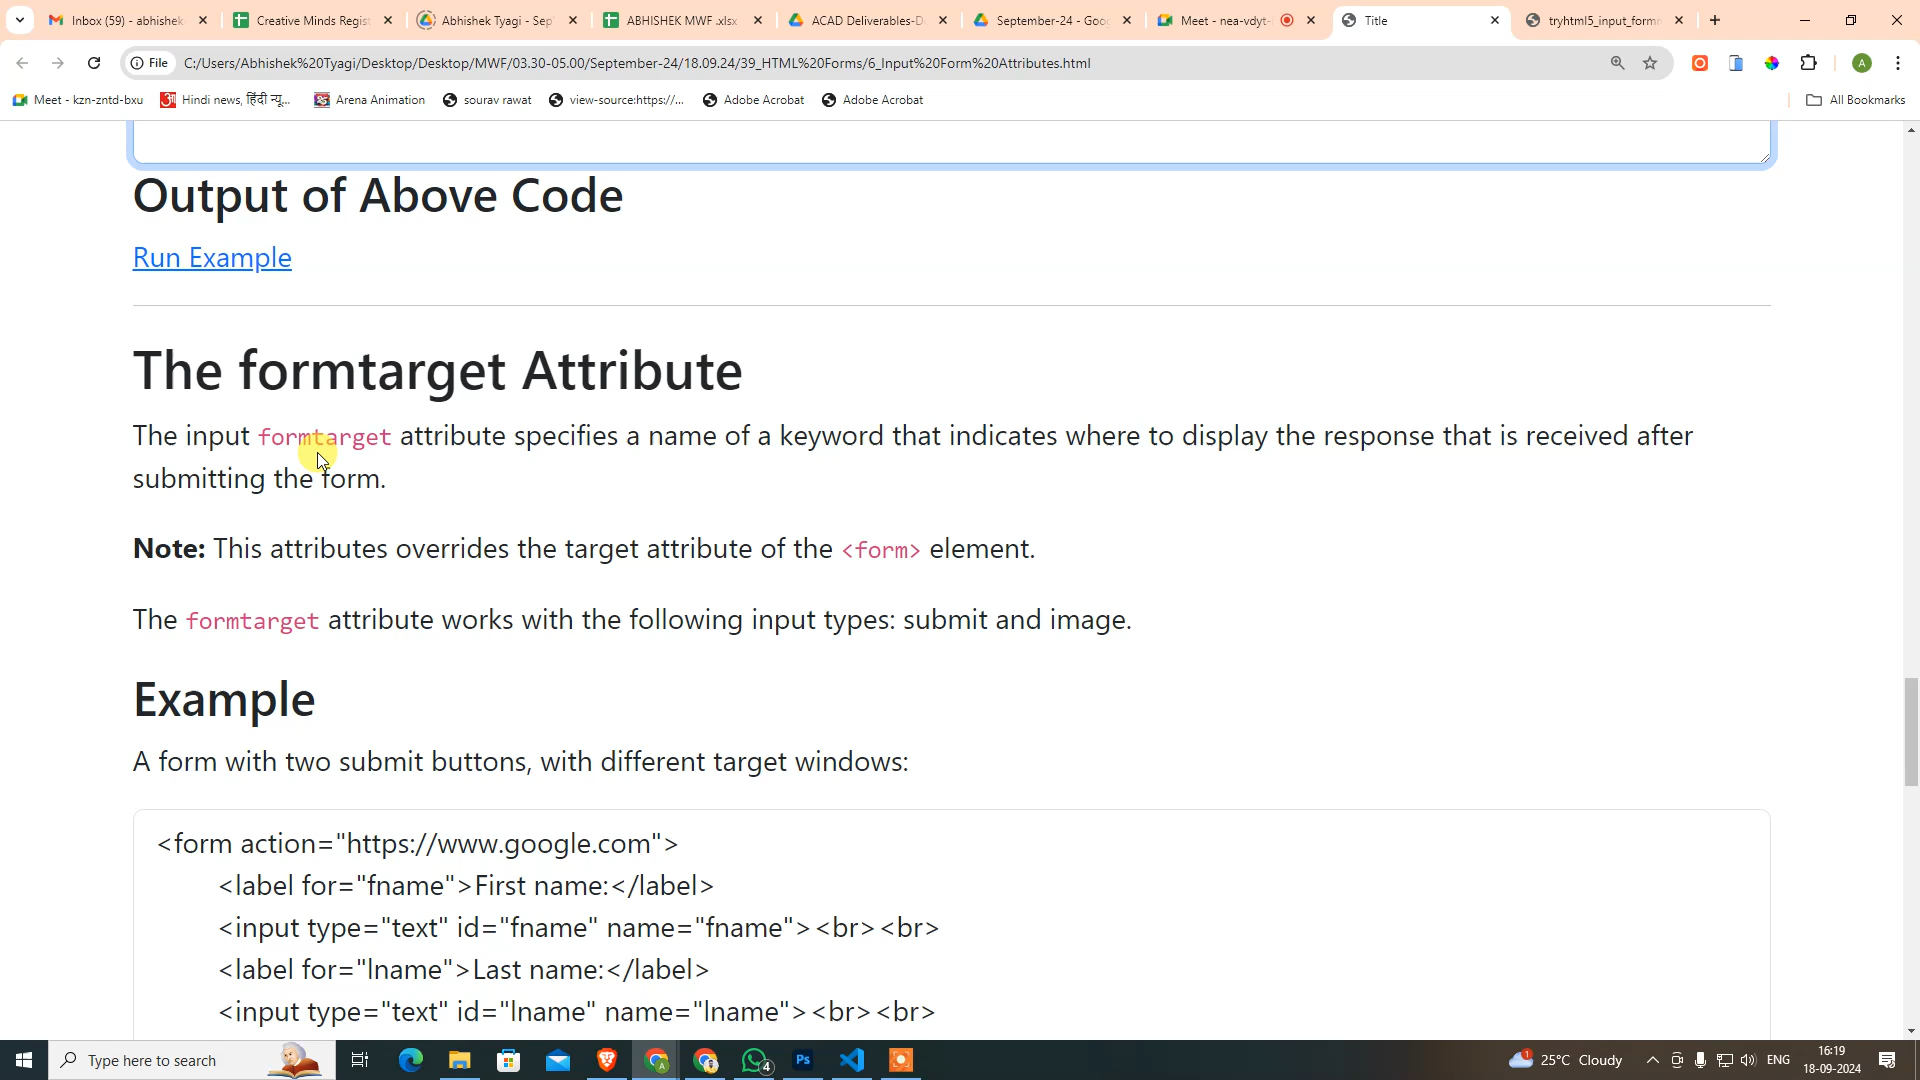 Inbox (59) - abhishek
Creative Minds Regist
Abhishek Tyagi - Sep'
ABHISHEK MWF .xlsx
ACAD Deliverables-D
September-24 - Goo
Meet - nea-vdyt-
Title
tryhtml5_input_form
File
C:/Users/Abhishek%20Tyagi/Desktop/Desktop/MWF/03.30-05.00/September-24/18.09.24/39_HTML%20Forms/6_Input%20Form%20Attributes.html
A
Meet - kzn-zntd-bxu
Hindi news, हिंदी न्यू...
Arena Animation
sourav rawat
view-source:https://...
Adobe Acrobat
Adobe Acrobat
All Bookmarks
Output of Above Code
Run Example
The formtarget Attribute
The input formtarget attribute specifies a name of a keyword that indicates where to display the response that is received after
submitting the form.
Note: This attributes overrides the target attribute of the <form> element.
The formtarget attribute works with the following input types: submit and image.
Example
A form with two submit buttons, with different target windows:
<form action="https://www.google.com">
<label for="fname">First name:</label>
<input type="text" id="fname" name="fname"><br><br>
<label for="lname">Last name:</label>
<input type="text" id="lname" name="lname"><br><br>
Type here to search
A
4
Ps
1
25°C Cloudy
ENG
16:19
18-09-2024